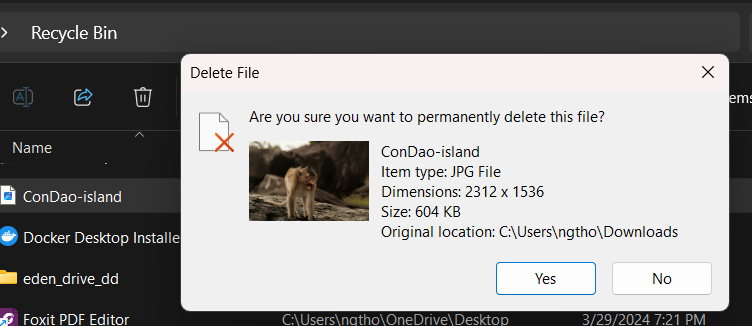 Recycle Bin
Delete File
Are you sure you want to permanently delete this file?
ems
Name
ConDao-island
ConDao-island
Item type: JPG File
Dimensions: 2312 x 1536
Size: 604 KB
Original location: C:\Users\ngtho\Downloads
Docker Desktop Installe
eden_drive_dd
Yes
No
Foxit PDF Editor
C:\Users\ngtho\OneDrive\Desktop
3/29/2024 7:21 PM